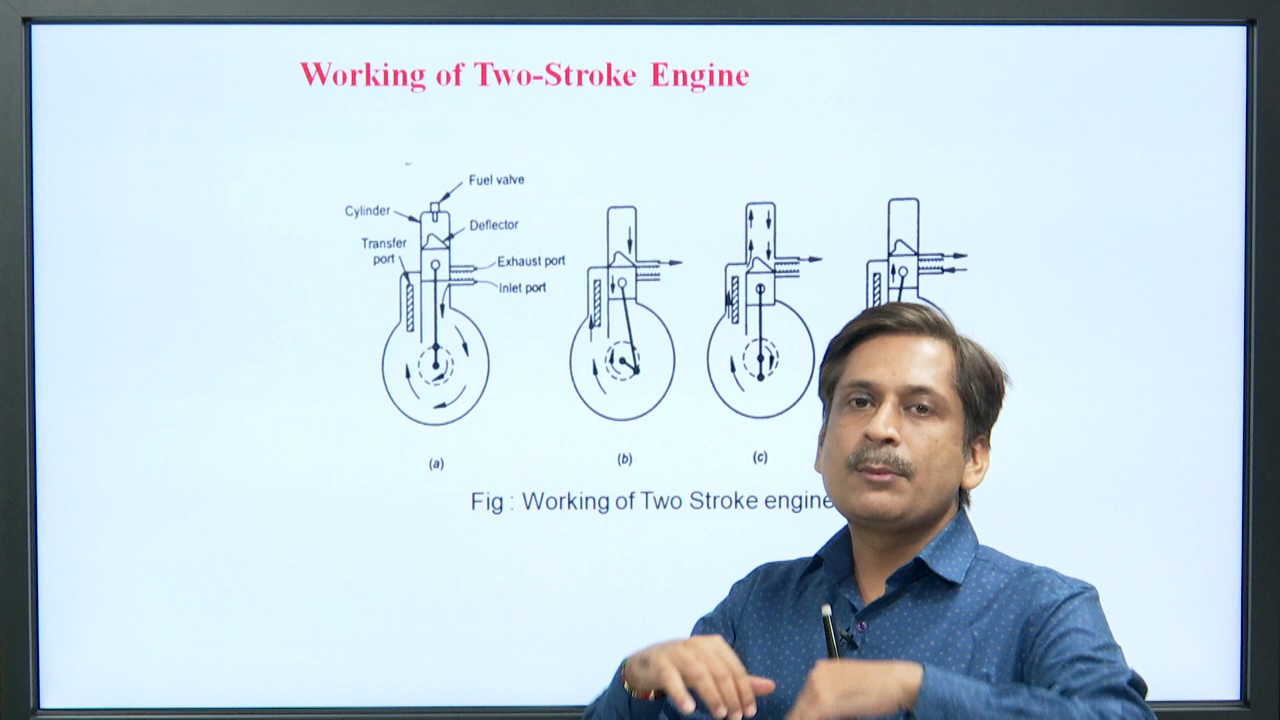 Working of Two-Stroke Engine
Fuel valve
Cylinder
Deflector
Transfer
port
Exhaust port
Inlet port
(a)
(b)
(c)
Fig : Working of Two Stroke engine